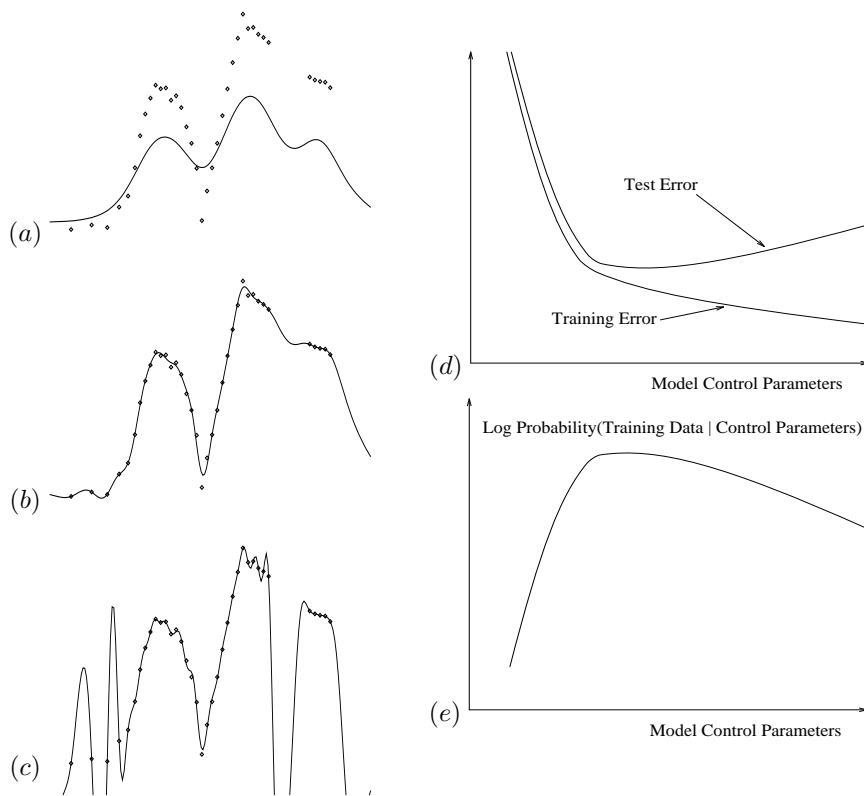 (a)
(b)
(c)
Test Error
Training Error
(d)
Model Control Parameters
Log Probability(Training Data | Control Parameters)
(e)
Model Control Parameters